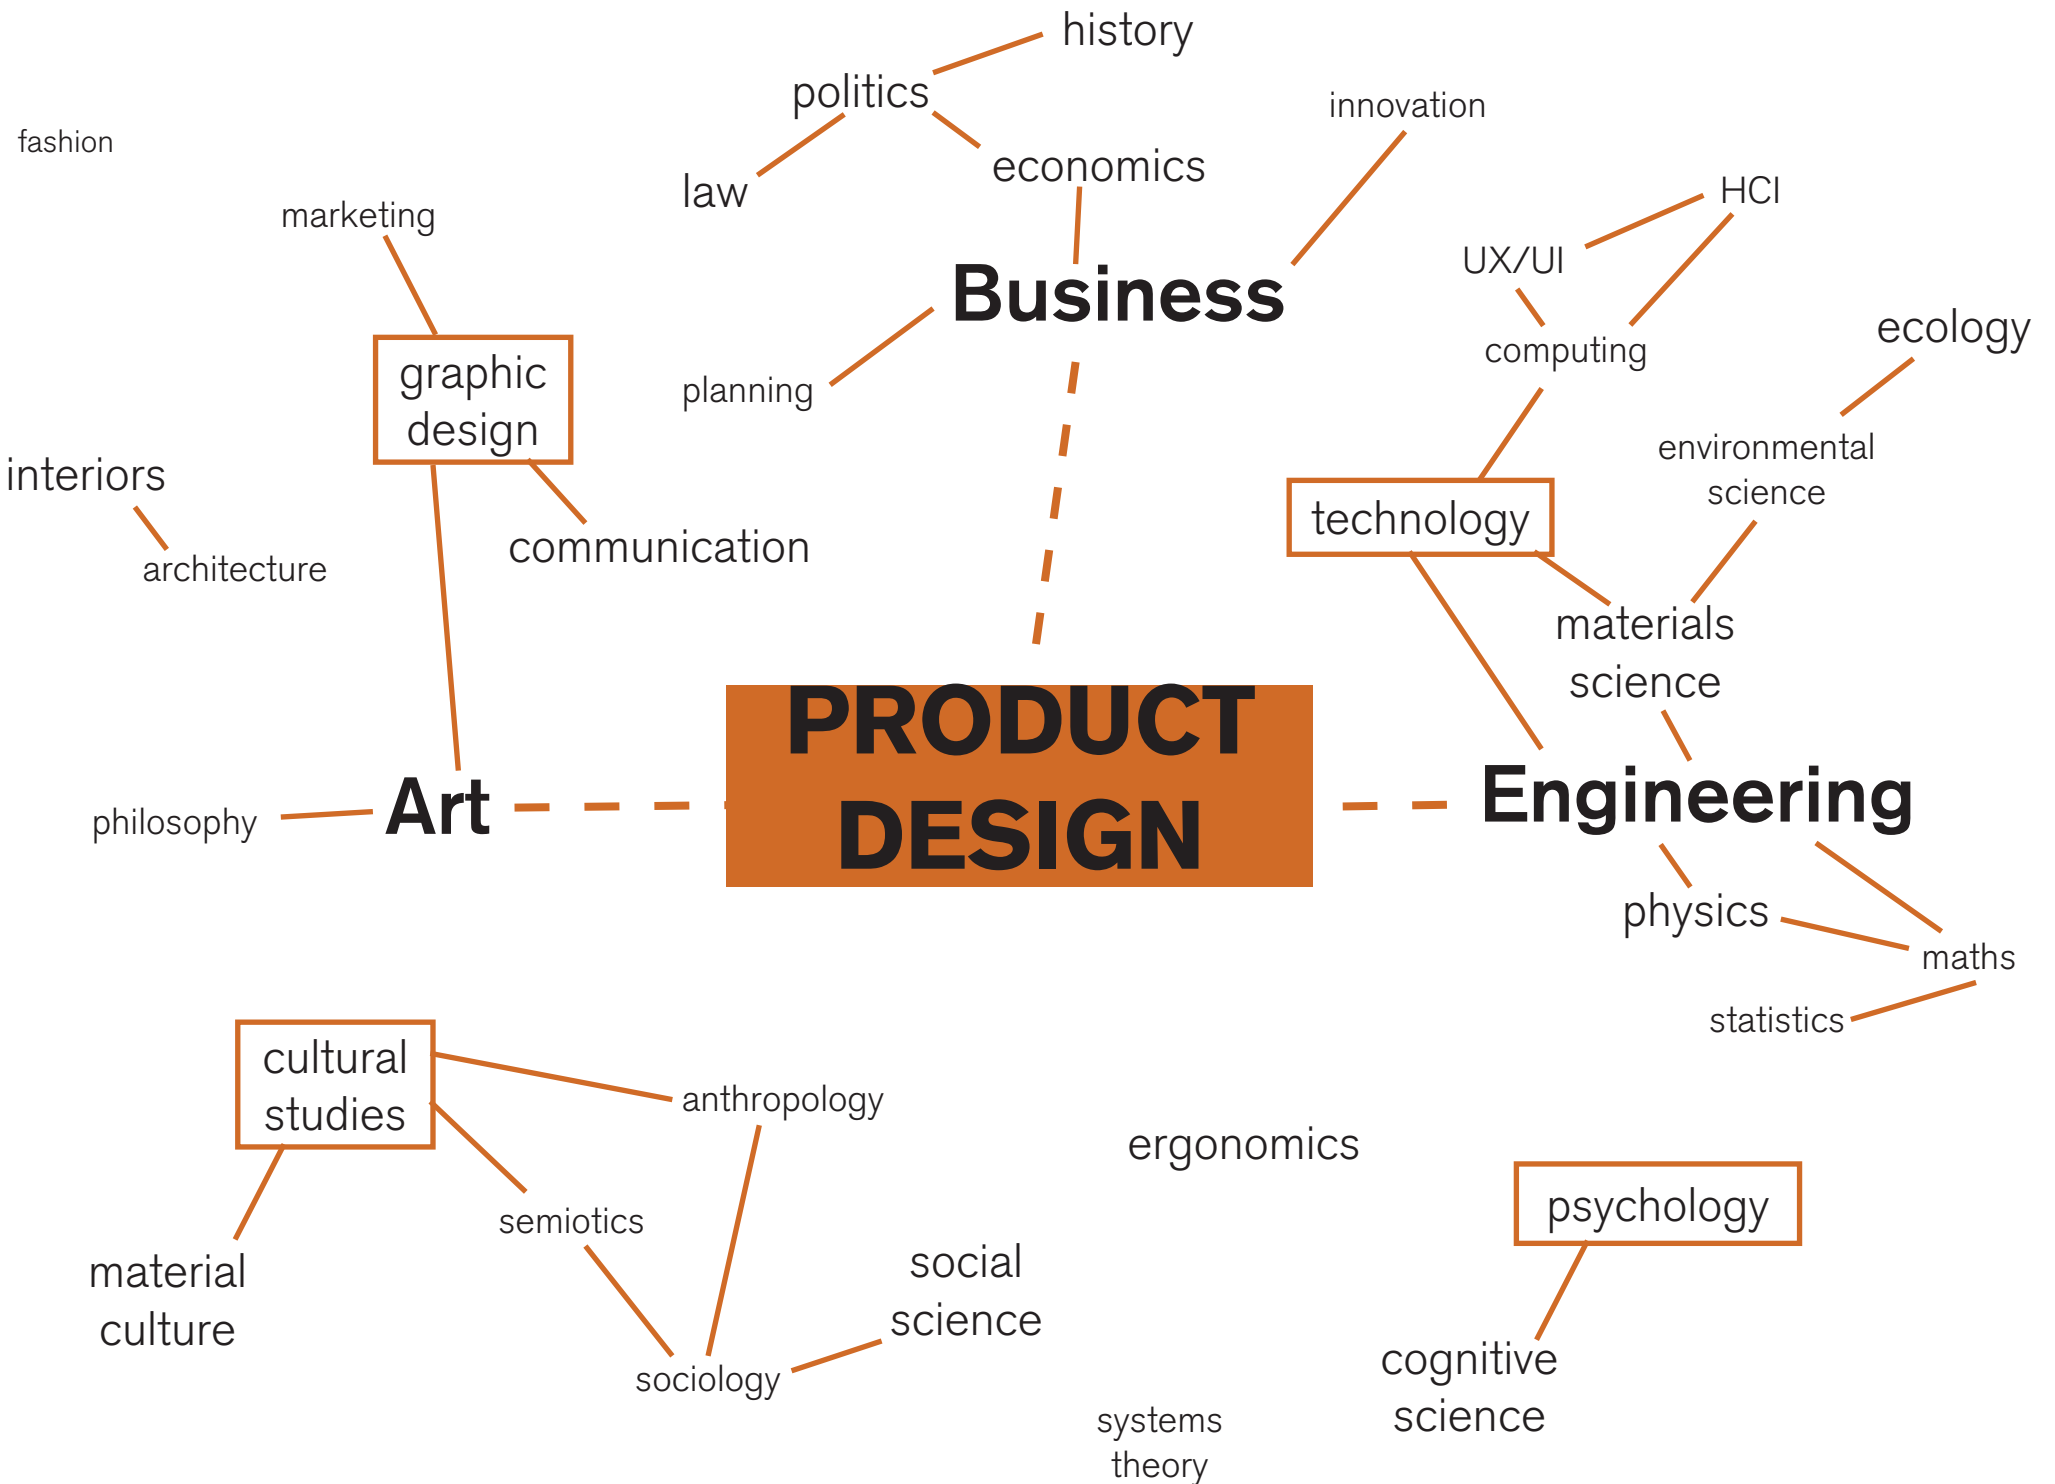 history
politics
innovation
fashion
economics
law
HCI
marketing
UX/UI
Business
ecology
computing
graphic
design
planning
environmental
science
interiors
technology
communication
architecture
materials
science
PRODUCT
DESIGN
Engineering
Art
philosophy
physics
maths
statistics
cultural
studies
anthropology
ergonomics
psychology
semiotics
social
science
material
culture
sociology
cognitive
science
systems
theory